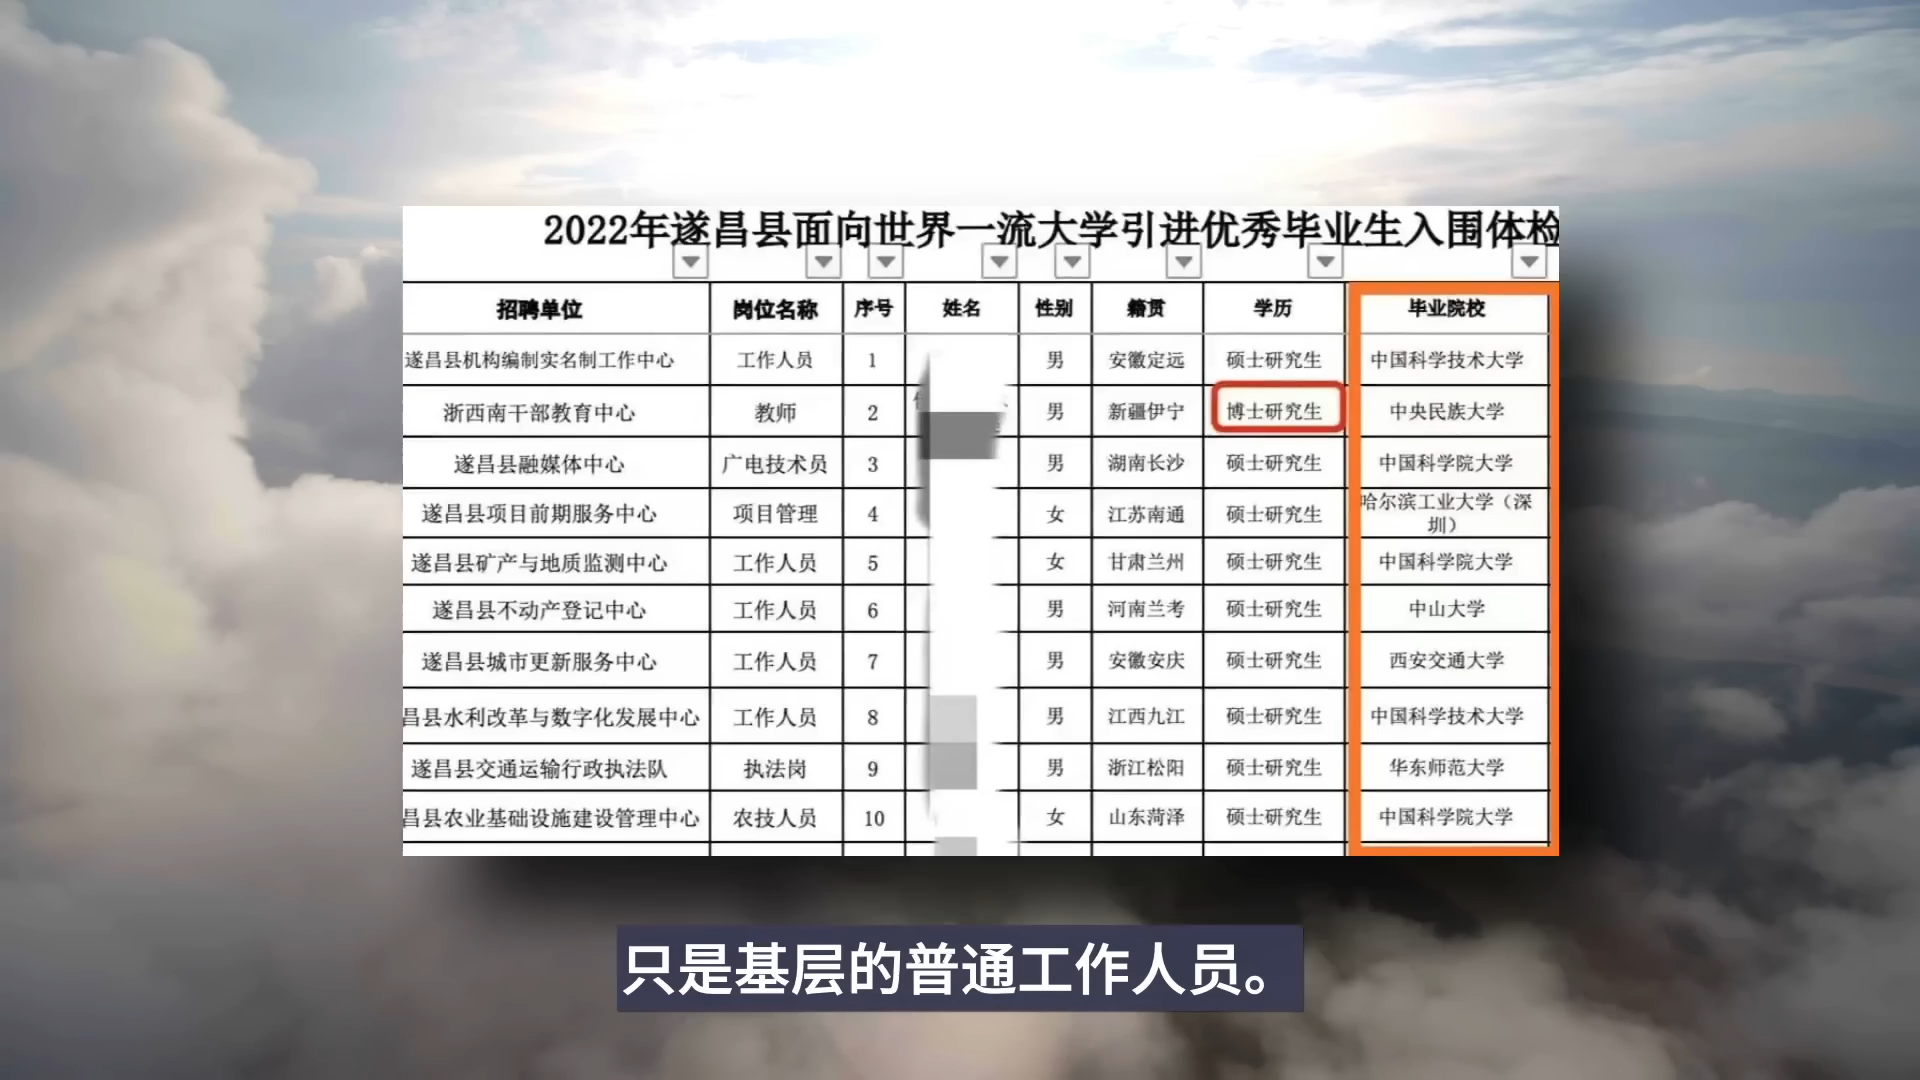 2022年遂昌县面向世界一流大学引进优秀毕业生入围体检
招聘单位 岗位名称 序号 姓名 性别 籍贯 学历 毕业院校
遂昌县机构编制实名制工作中心 工作人员 1 男 安徽定远 硕士研究生 中国科学技术大学
浙西南干部教育中心 教师 2 男 新疆伊宁 博士研究生 中央民族大学
遂昌县融媒体中心 广电技术员 3 男 湖南长沙 硕士研究生 中国科学院大学
遂昌县项目前期服务中心 项目管理 4 女 江苏南通 硕士研究生 哈尔滨工业大学（深圳）
遂昌县矿产与地质监测中心 工作人员 5 女 甘肃兰州 硕士研究生 中国科学院大学
遂昌县不动产登记中心 工作人员 6 男 河南兰考 硕士研究生 中山大学
遂昌县城市更新服务中心 工作人员 7 男 安徽安庆 硕士研究生 西安交通大学
昌县水利改革与数字化发展中心 工作人员 8 男 江西九江 硕士研究生 中国科学技术大学
遂昌县交通运输行政执法队 执法岗 9 男 浙江松阳 硕士研究生 华东师范大学
昌县农业基础设施建设管理中心 农技人员 10 女 山东菏泽 硕士研究生 中国科学院大学
只是基层的普通工作人员。